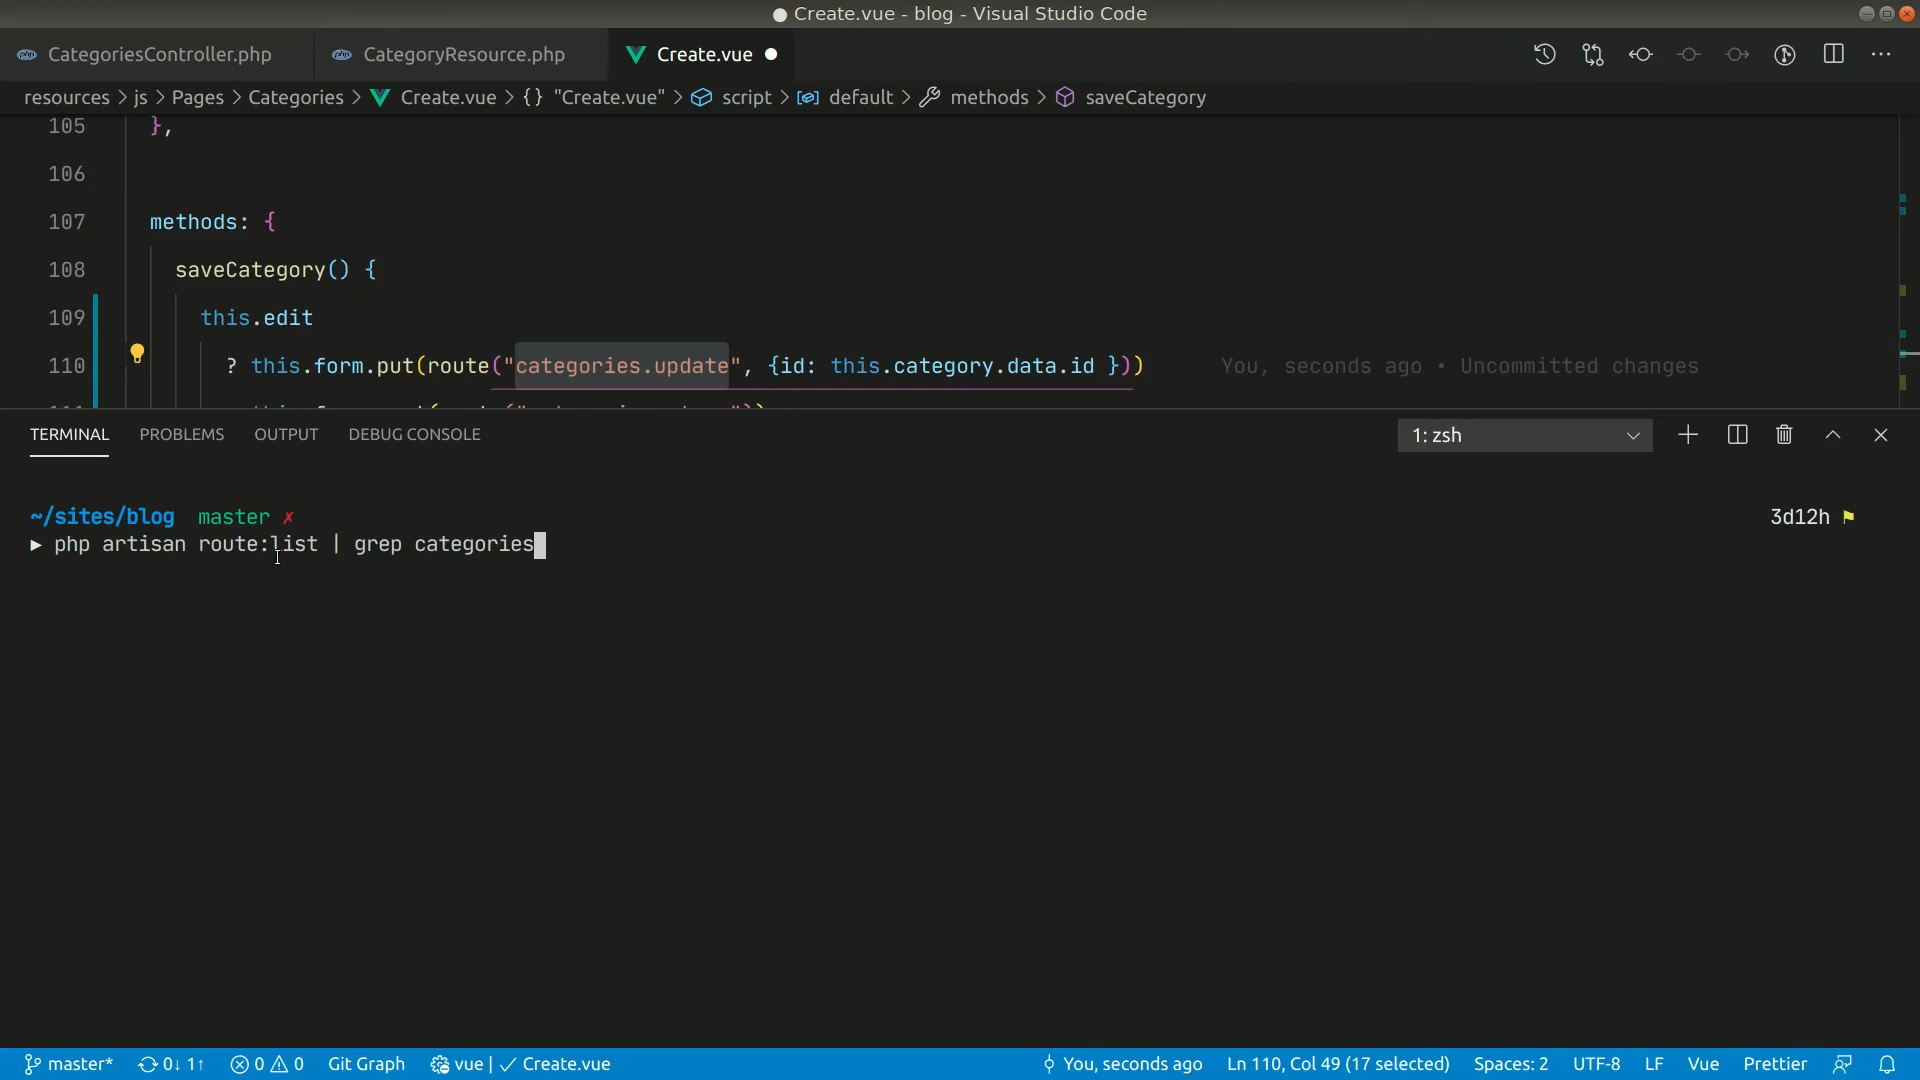 ● Create.vue - blog - Visual Studio Code
CategoriesController.php CategoryResource.php Create.vue ●
resources > js > Pages > Categories > Create.vue > {} "Create.vue" > script > default > methods > saveCategory
105 },
106
107 methods: {
108 saveCategory() {
109 this.edit
110 ? this.form.put(route("categories.update", {id: this.category.data.id })) You, seconds ago • Uncommitted changes
TERMINAL PROBLEMS OUTPUT DEBUG CONSOLE 1: zsh
~/sites/blog master ✗ 3d12h
▶ php artisan route:list | grep categories
master* 0↓ 1↑ 0 0 Git Graph vue | ✓ Create.vue You, seconds ago Ln 110, Col 49 (17 selected) Spaces: 2 UTF-8 LF Vue Prettier